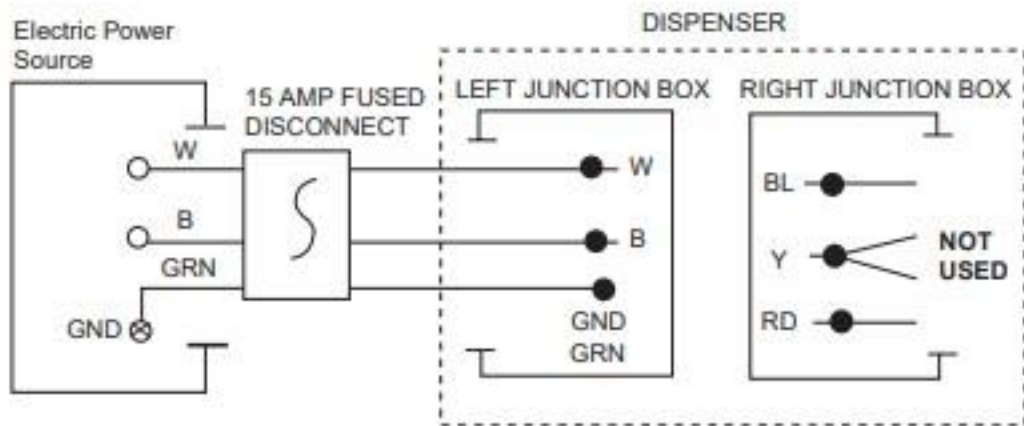 DISPENSER
Electric Power
Source
15 AMP FUSED
DISCONNECT
LEFT JUNCTION BOX
RIGHT JUNCTION BOX
W
W
B
B
GRN
GND
GND
GRN
BL
Y
NOT
USED
RD